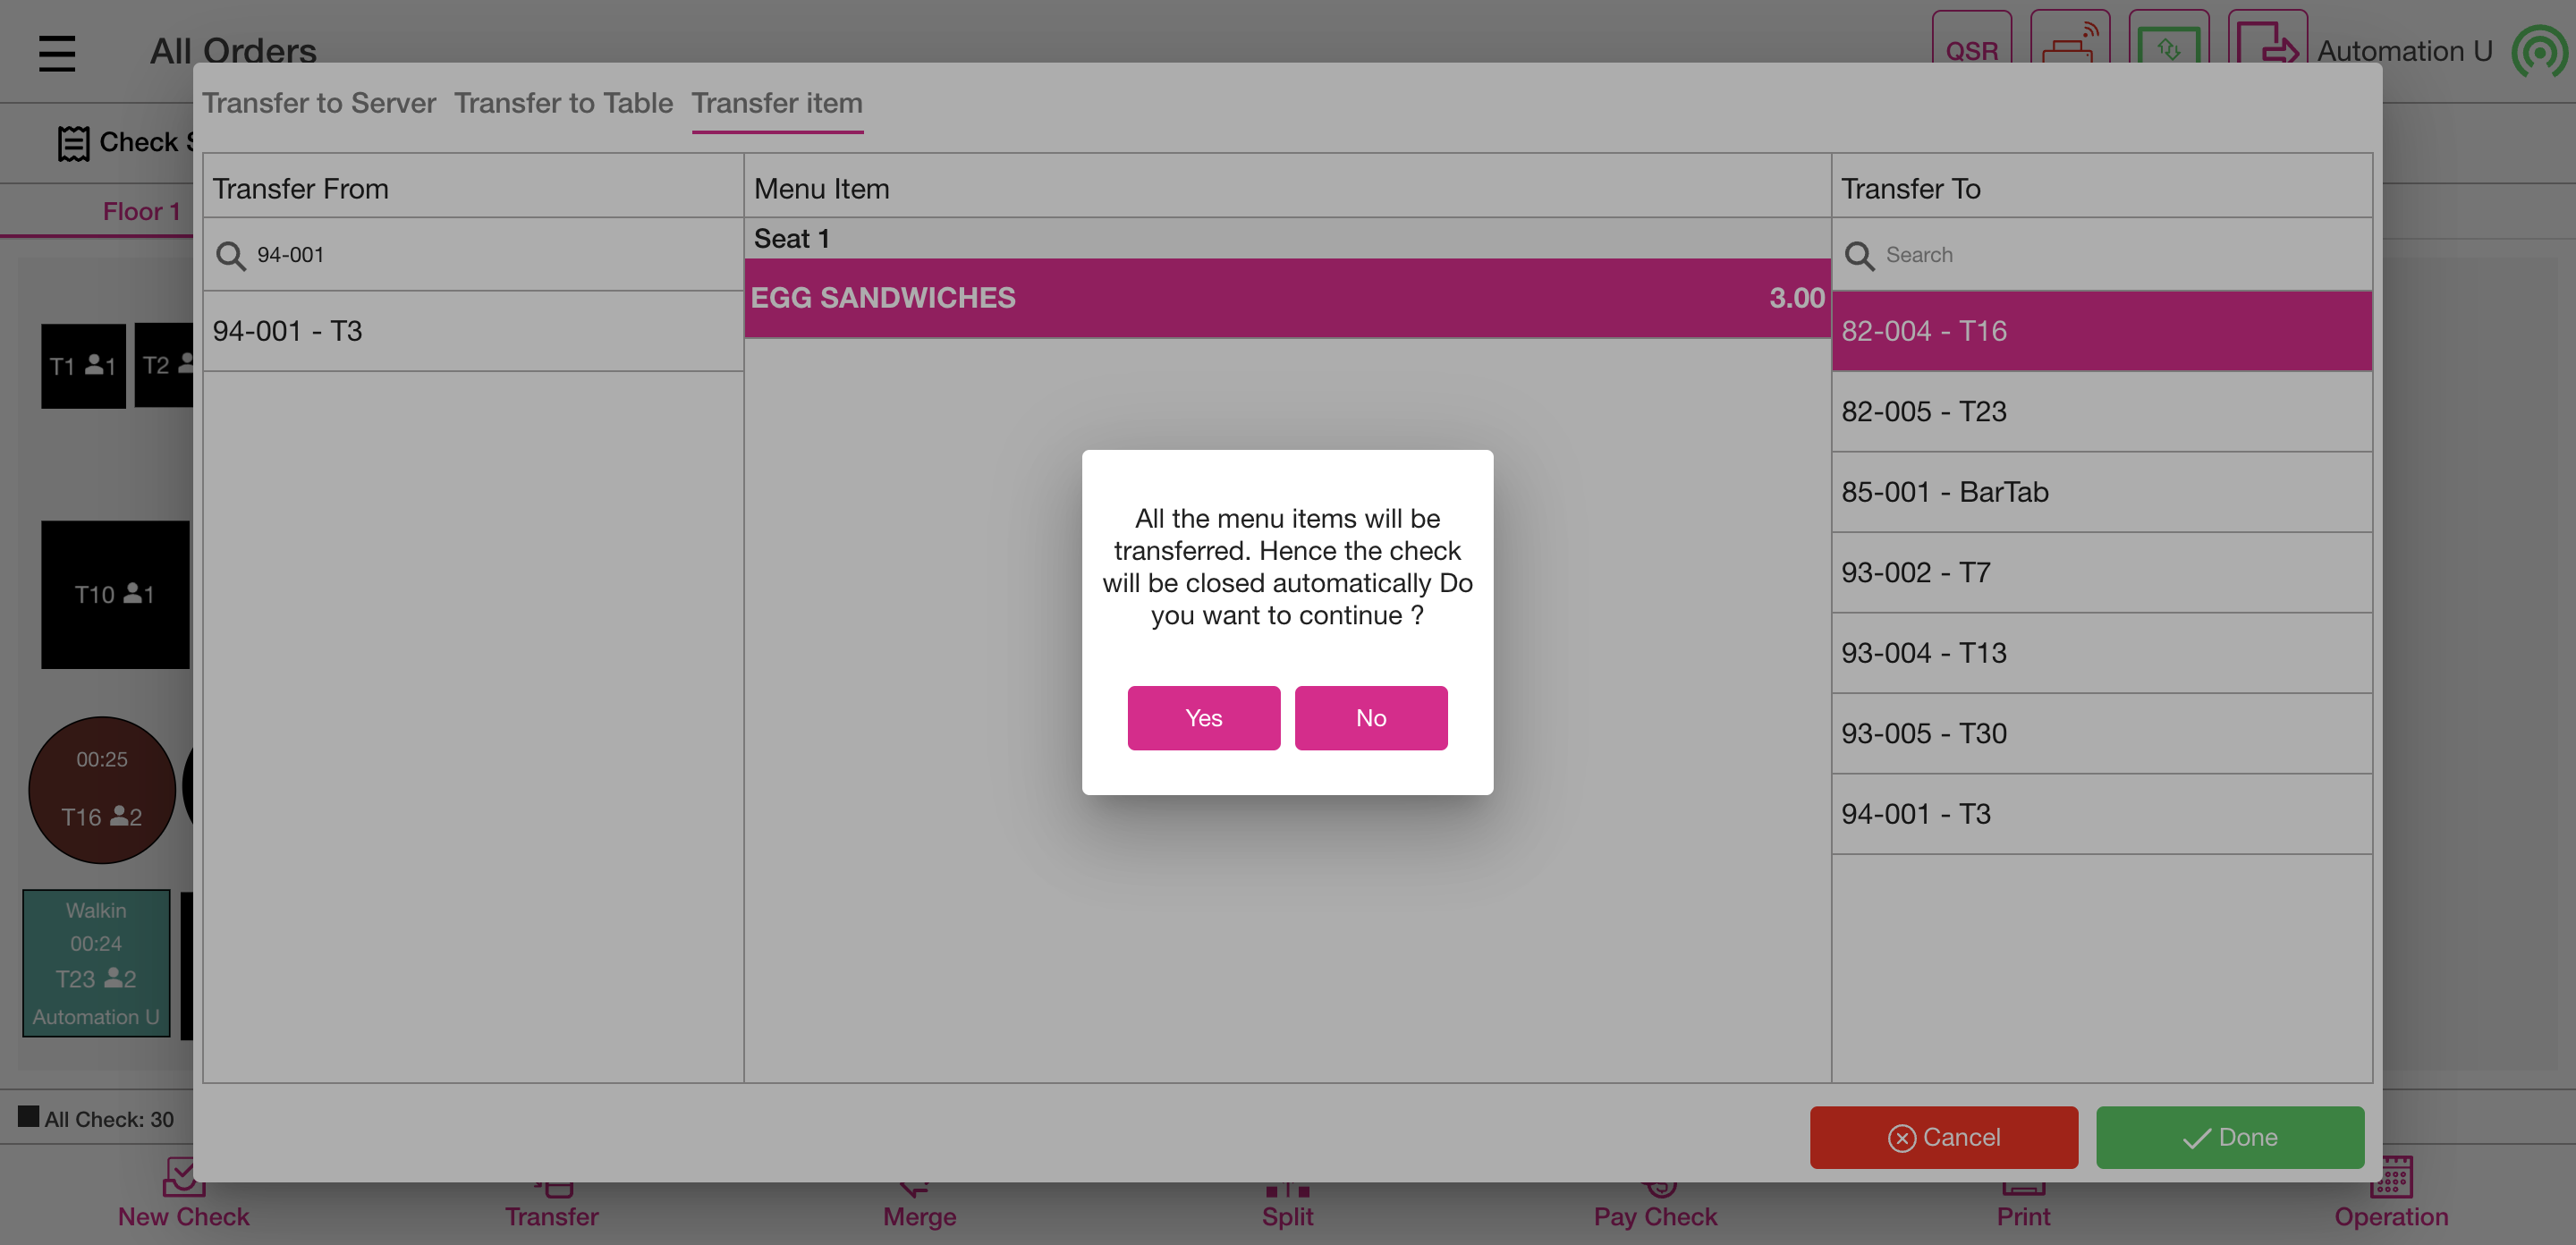 All Orders
QSR
Automation U
Transfer to Server Transfer to Table Transfer item
Check S
Floor 1
Transfer From
Menu Item
Transfer To
94-001
Seat 1
Search
94-001 - T3
EGG SANDWICHES 3.00
82-004 - T16
82-005 - T23
85-001 - BarTab
93-002 - T7
93-004 - T13
93-005 - T30
94-001 - T3
T1 1
T2
T10 1
00:25
T16 2
Walkin
00:24
T23 2
Automation U
All the menu items will be
transferred. Hence the check
will be closed automatically Do
you want to continue ?
Yes
No
All Check: 30
Cancel
Done
New Check
Transfer
Merge
Split
Pay Check
Print
Operation